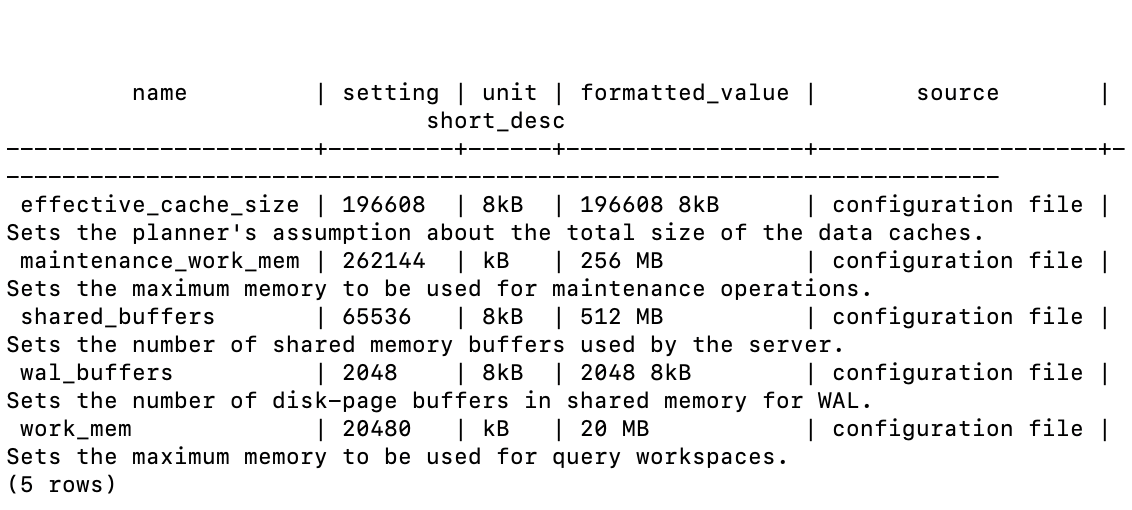 name         | setting | unit | formatted_value |       source       |
                              short_desc
----------------------+---------+------+-----------------+--------------------+-
-----------------------------------------------------------------------
 effective_cache_size | 196608  | 8kB  | 196608 8kB      | configuration file |
Sets the planner's assumption about the total size of the data caches.
 maintenance_work_mem | 262144  | kB   | 256 MB          | configuration file |
Sets the maximum memory to be used for maintenance operations.
 shared_buffers       | 65536   | 8kB  | 512 MB          | configuration file |
Sets the number of shared memory buffers used by the server.
 wal_buffers          | 2048    | 8kB  | 2048 8kB        | configuration file |
Sets the number of disk-page buffers in shared memory for WAL.
 work_mem             | 20480   | kB   | 20 MB           | configuration file |
Sets the maximum memory to be used for query workspaces.
(5 rows)